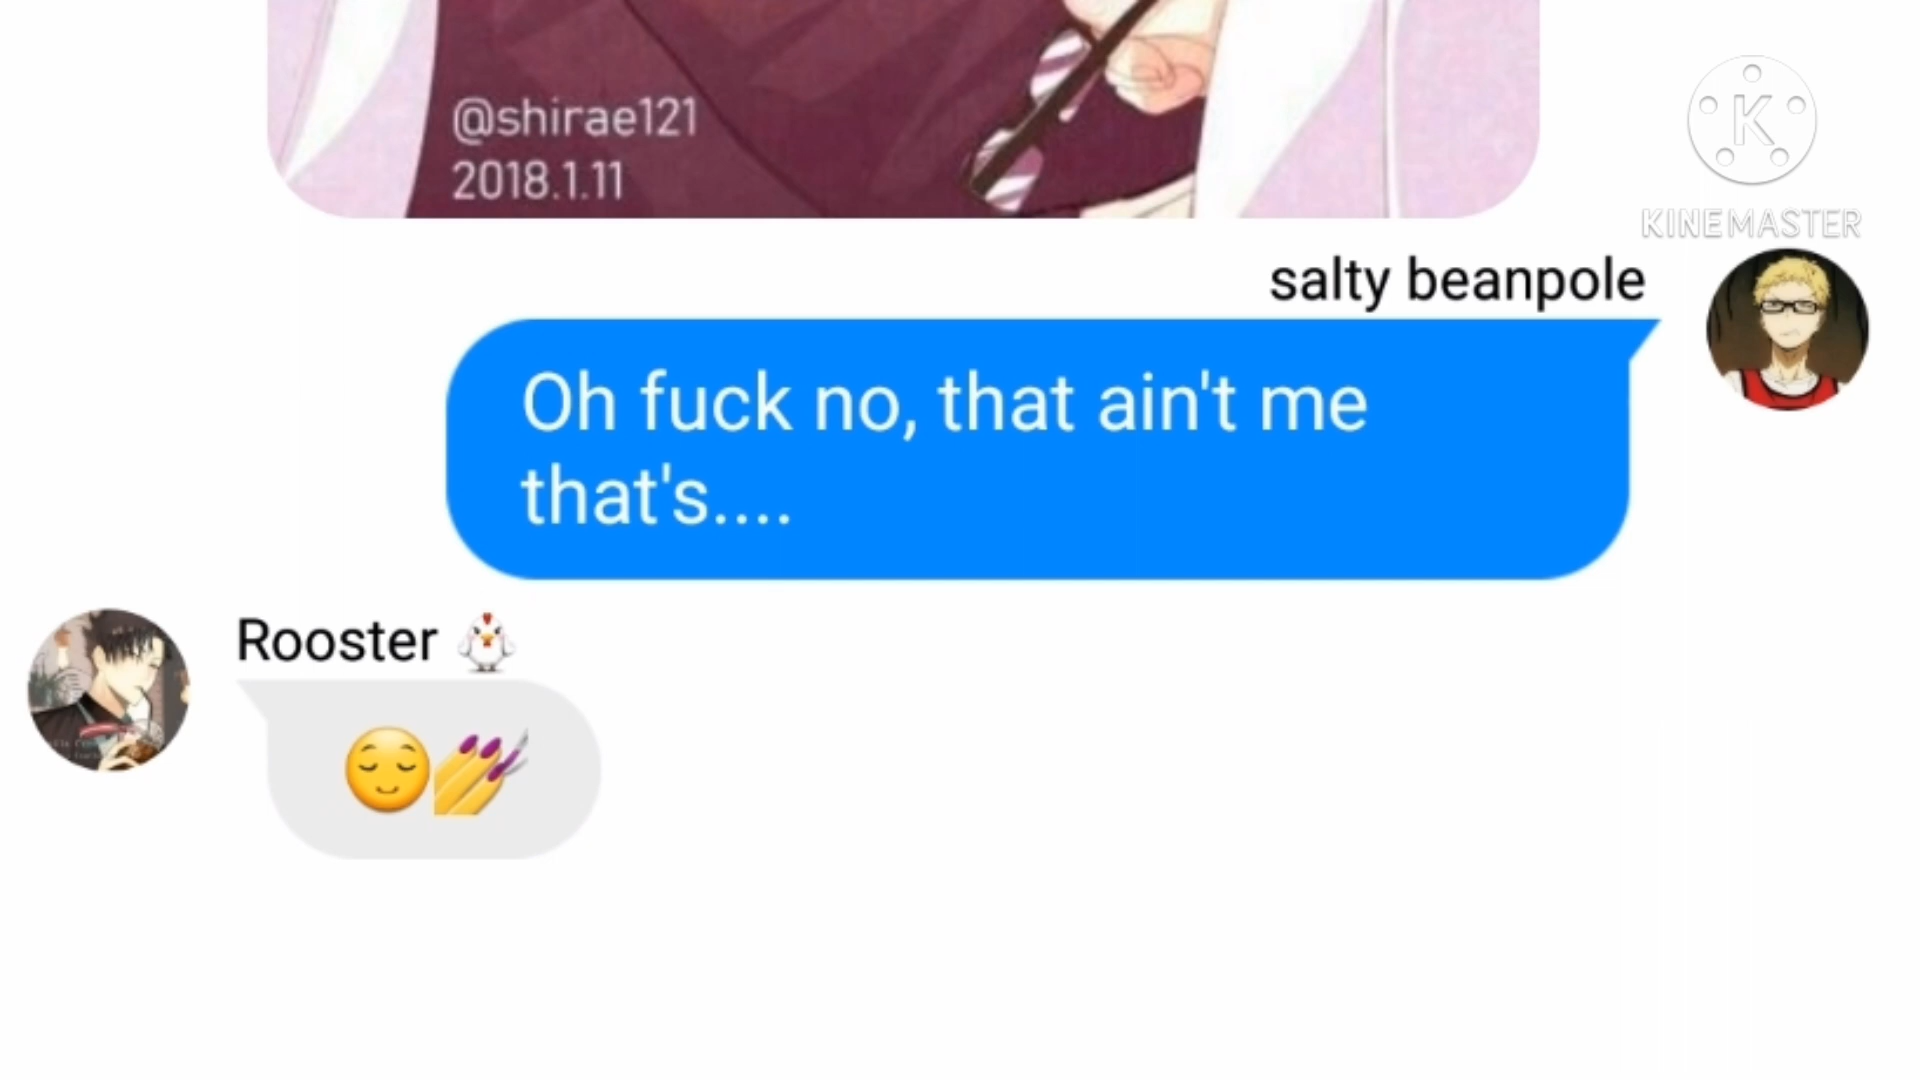 @shirae121
2018.1.11
K
KINEMASTER
salty beanpole
Oh fuck no, that ain't me
that's....
Rooster 🐔
😌💅